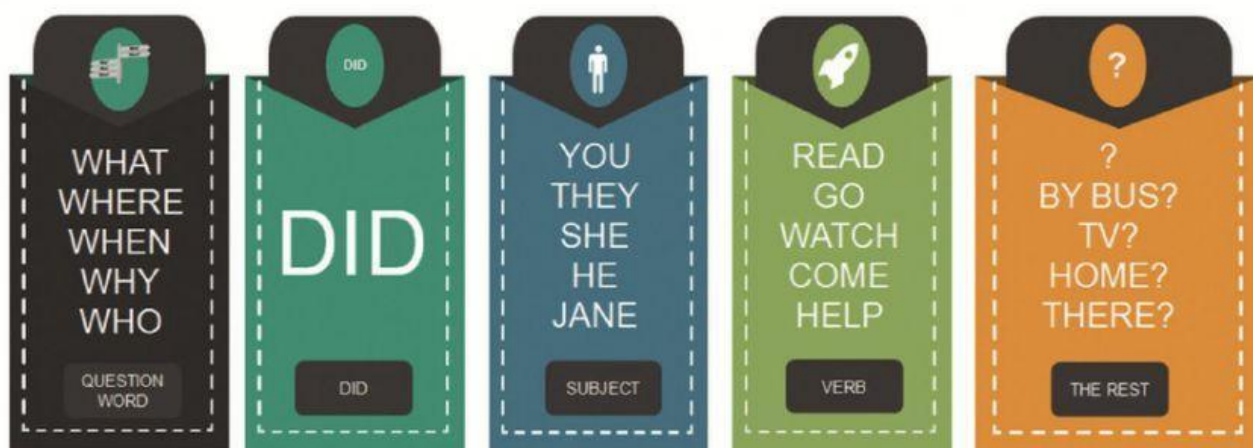 DID
?
WHAT
WHERE
WHEN
WHY
WHO
QUESTION
WORD
DID
DID
YOU
THEY
SHE
HE
JANE
SUBJECT
READ
GO
WATCH
COME
HELP
VERB
?
BY BUS?
TV?
HOME?
THERE?
THE REST